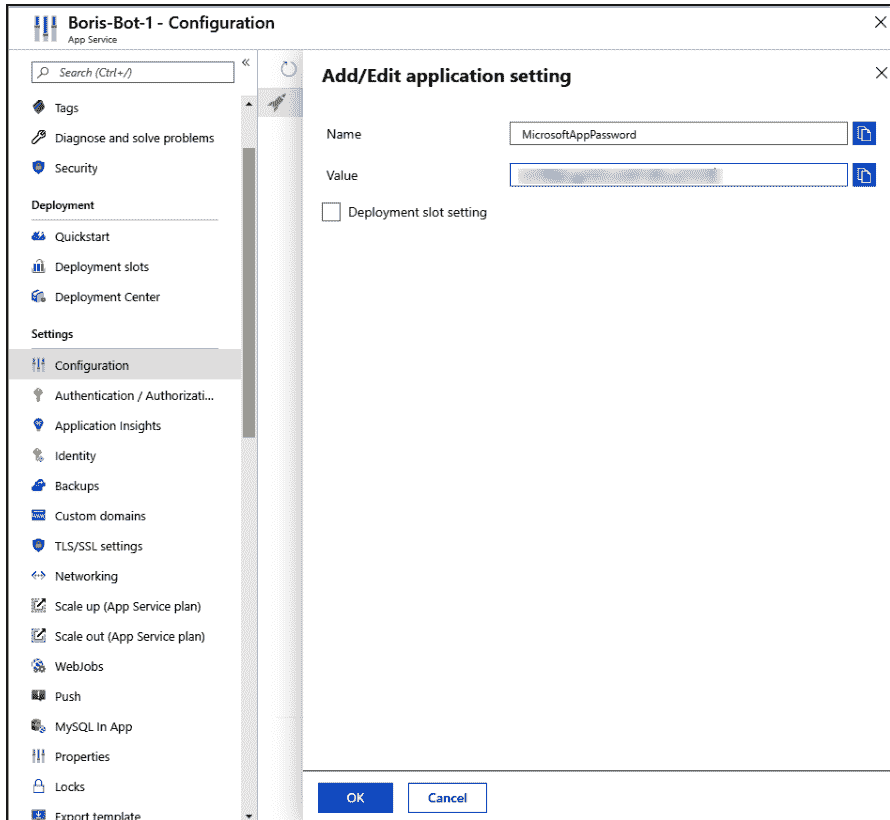 Boris-Bot-1 - Configuration
App Service
Search (Ctrl+/)
Tags
Diagnose and solve problems
Security
Deployment
Quickstart
Deployment slots
Deployment Center
Settings
Configuration
Authentication / Authorizati...
Application Insights
Identity
Backups
Custom domains
TLS/SSL settings
Networking
Scale up (App Service plan)
Scale out (App Service plan)
WebJobs
Push
MySQL In App
Properties
Locks
Export template
Add/Edit application setting
Name
MicrosoftAppPassword
Value
Deployment slot setting
OK
Cancel